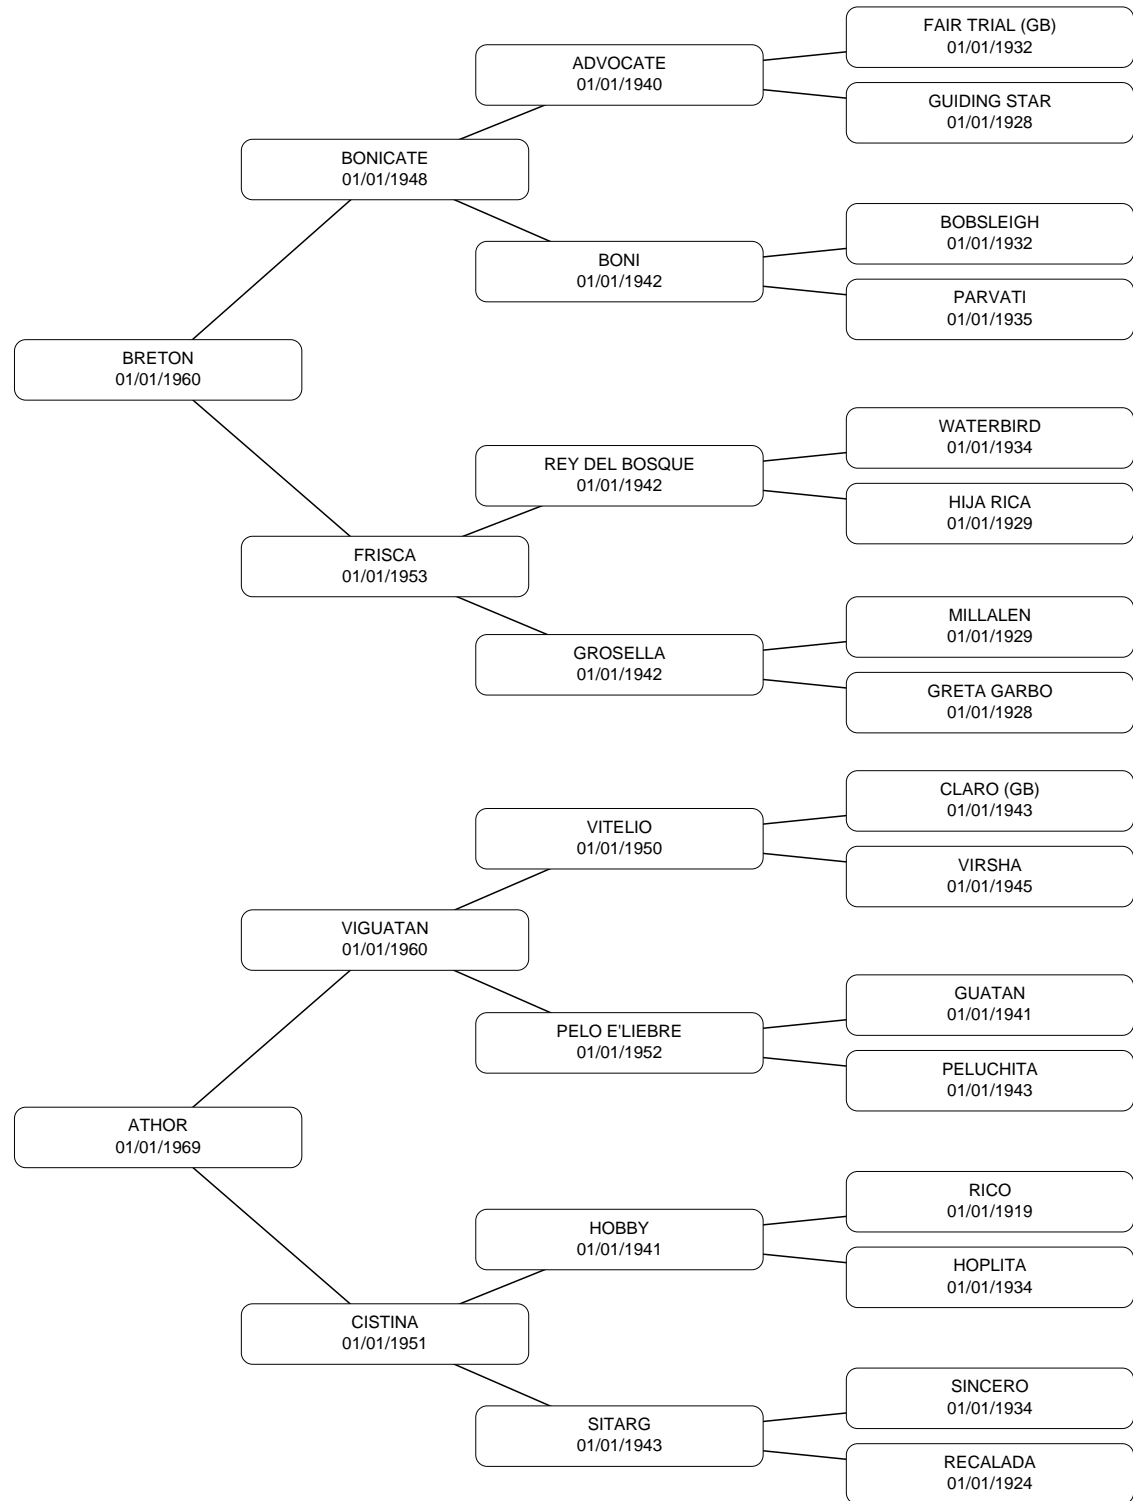 FAIR TRIAL (GB)
01/01/1932
ADVOCATE
01/01/1940
GUIDING STAR
01/01/1928
BONICATE
01/01/1948
BOBSLEIGH
01/01/1932
BONI
01/01/1942
PARVATI
01/01/1935
BRETON
01/01/1960
WATERBIRD
01/01/1934
REY DEL BOSQUE
01/01/1942
HIJA RICA
01/01/1929
FRISCA
01/01/1953
MILLALEN
01/01/1929
GROSELLA
01/01/1942
GRETA GARBO
01/01/1928
CLARO (GB)
01/01/1943
VITELIO
01/01/1950
VIRSHA
01/01/1945
VIGUATAN
01/01/1960
GUATAN
01/01/1941
PELO E'LIEBRE
01/01/1952
PELUCHITA
01/01/1943
ATHOR
01/01/1969
RICO
01/01/1919
HOBBY
01/01/1941
HOPLITA
01/01/1934
CISTINA
01/01/1951
SINCERO
01/01/1934
SITARG
01/01/1943
RECALADA
01/01/1924